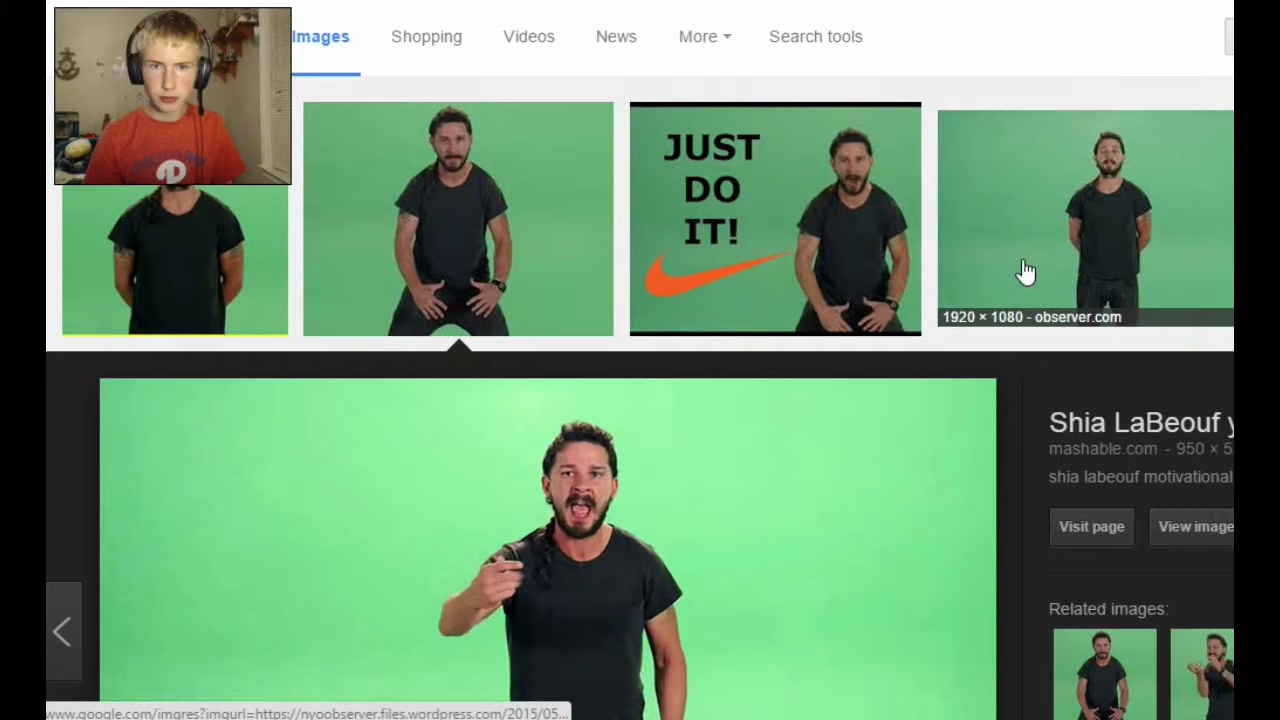 Images
Shopping
Videos
News
More
Search tools
P
JUST
DO
IT!
1920 × 1080 - observer.com
Shia LaBeouf
mashable.com - 950 × 5
shia labeouf motivational
Visit page
View image
Related images:
www.google.com/imgres?imgurl=https://nyoobserver.files.wordpress.com/2015/05...